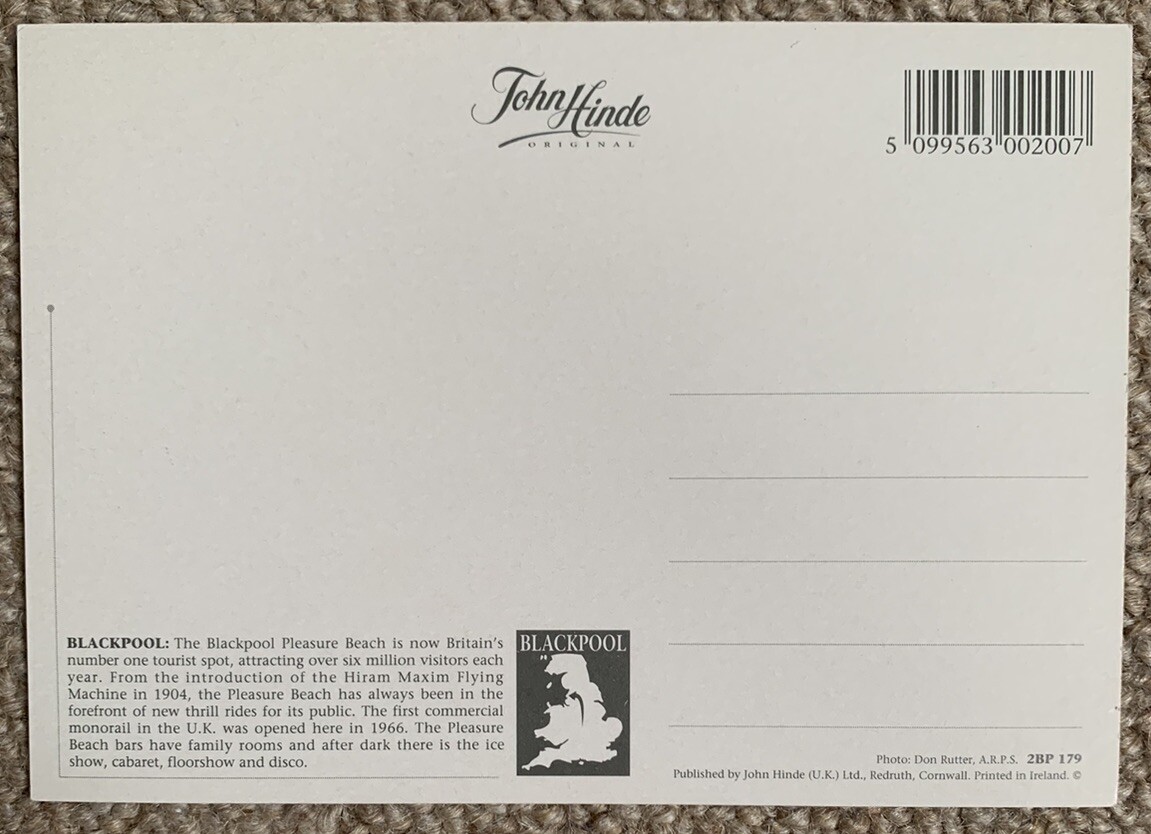 John Hinde
ORIGINAL
5 099563 002007
BLACKPOOL: The Blackpool Pleasure Beach is now Britain's
number one tourist spot, attracting over six million visitors each
year. From the introduction of the Hiram Maxim Flying
Machine in 1904, the Pleasure Beach has always been in the
forefront of new thrill rides for its public. The first commercial
monorail in the U.K. was opened here in 1966. The Pleasure
Beach bars have family rooms and after dark there is the ice
show, cabaret, floorshow and disco.
BLACKPOOL
Photo: Don Rutter, A.R.P.S. 2BP 179
Published by John Hinde (U.K.) Ltd., Redruth, Cornwall. Printed in Ireland. ©